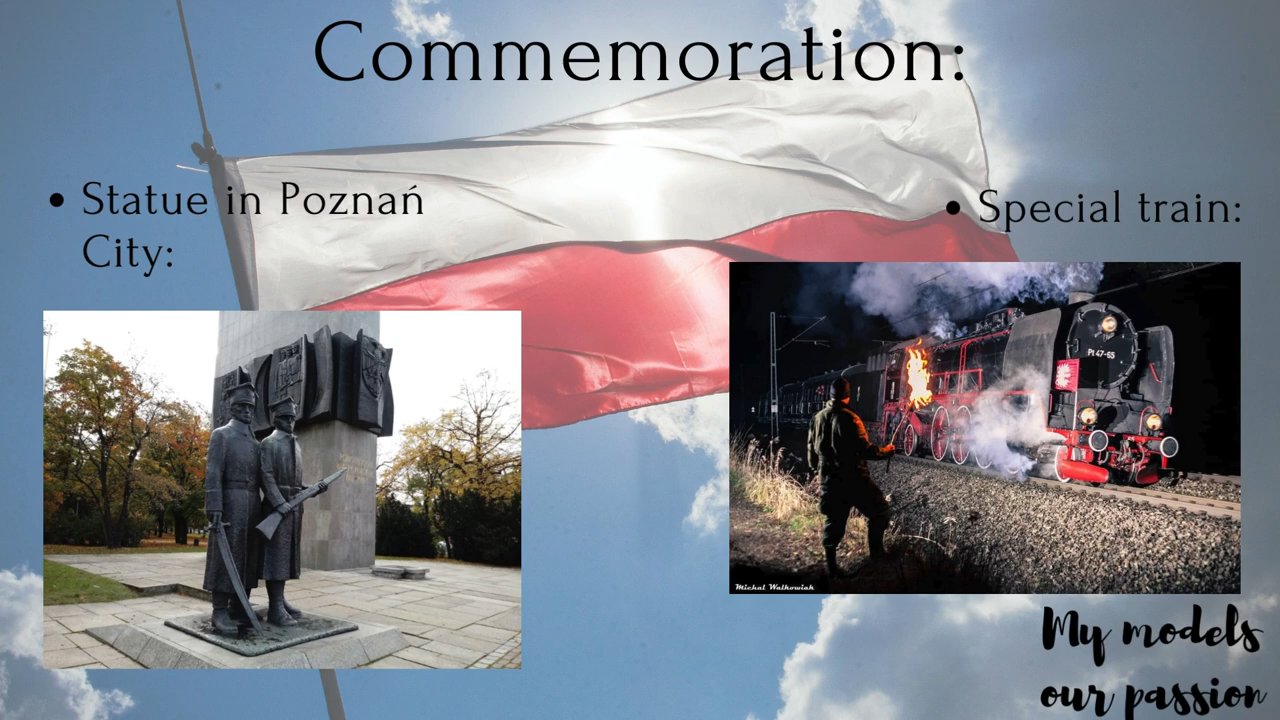 Commemoration:
• Statue in Poznań
City:
• Special train:
Pt 47-65
Michał Walkowiak
My models
our passion